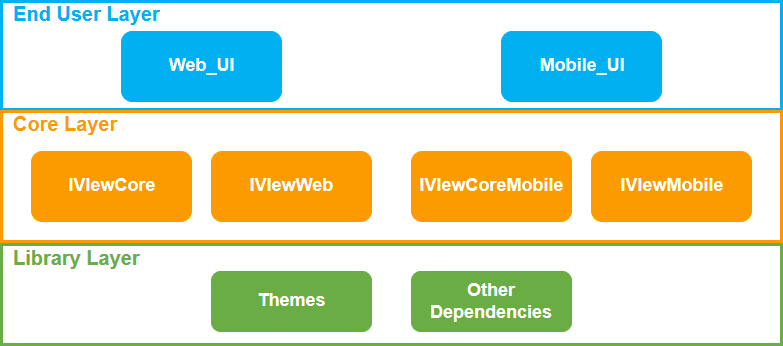 End User Layer
Web_UI
Mobile_UI
Core Layer
IVIewCore
IVIewWeb
IVIewCoreMobile
IVIewMobile
Library Layer
Themes
Other
Dependencies